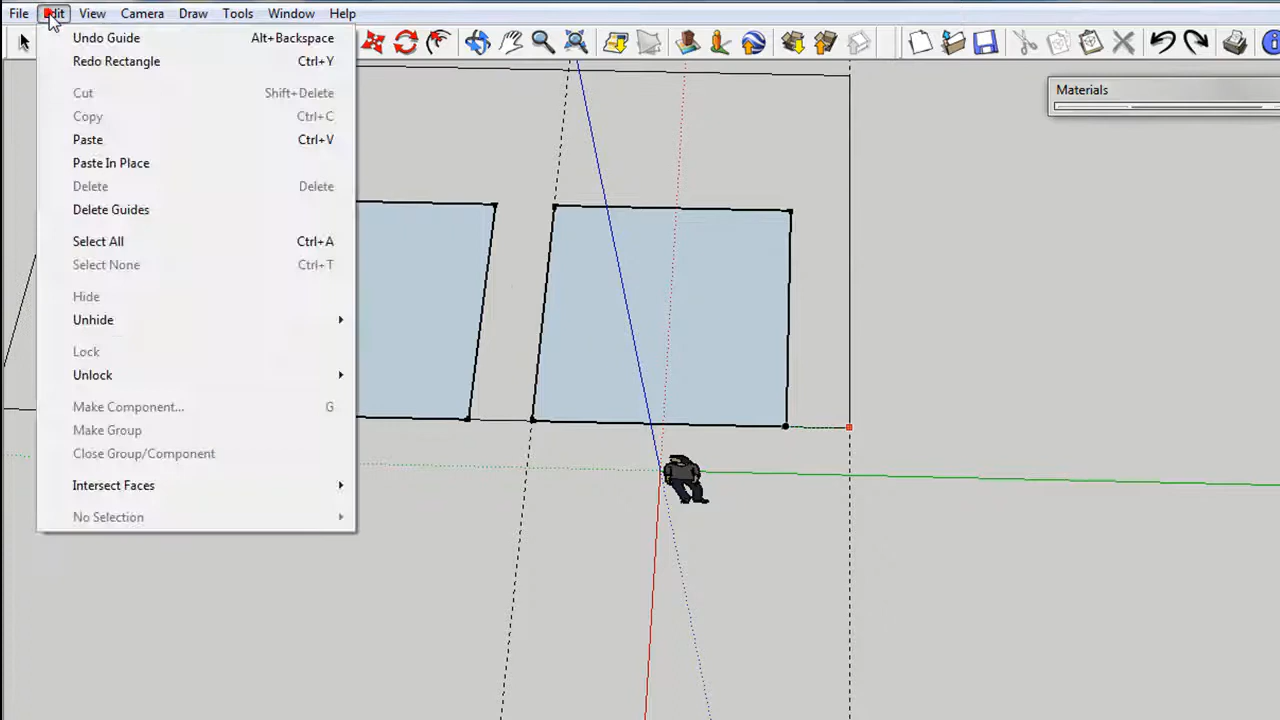 File Edit View Camera Draw Tools Window Help
Undo Guide Alt+Backspace
Redo Rectangle Ctrl+Y
Cut Shift+Delete
Copy Ctrl+C
Paste Ctrl+V
Paste In Place
Delete Delete
Delete Guides
Select All Ctrl+A
Select None Ctrl+T
Hide
Unhide
Lock
Unlock
Make Component... G
Make Group
Close Group/Component
Intersect Faces
No Selection
Materials